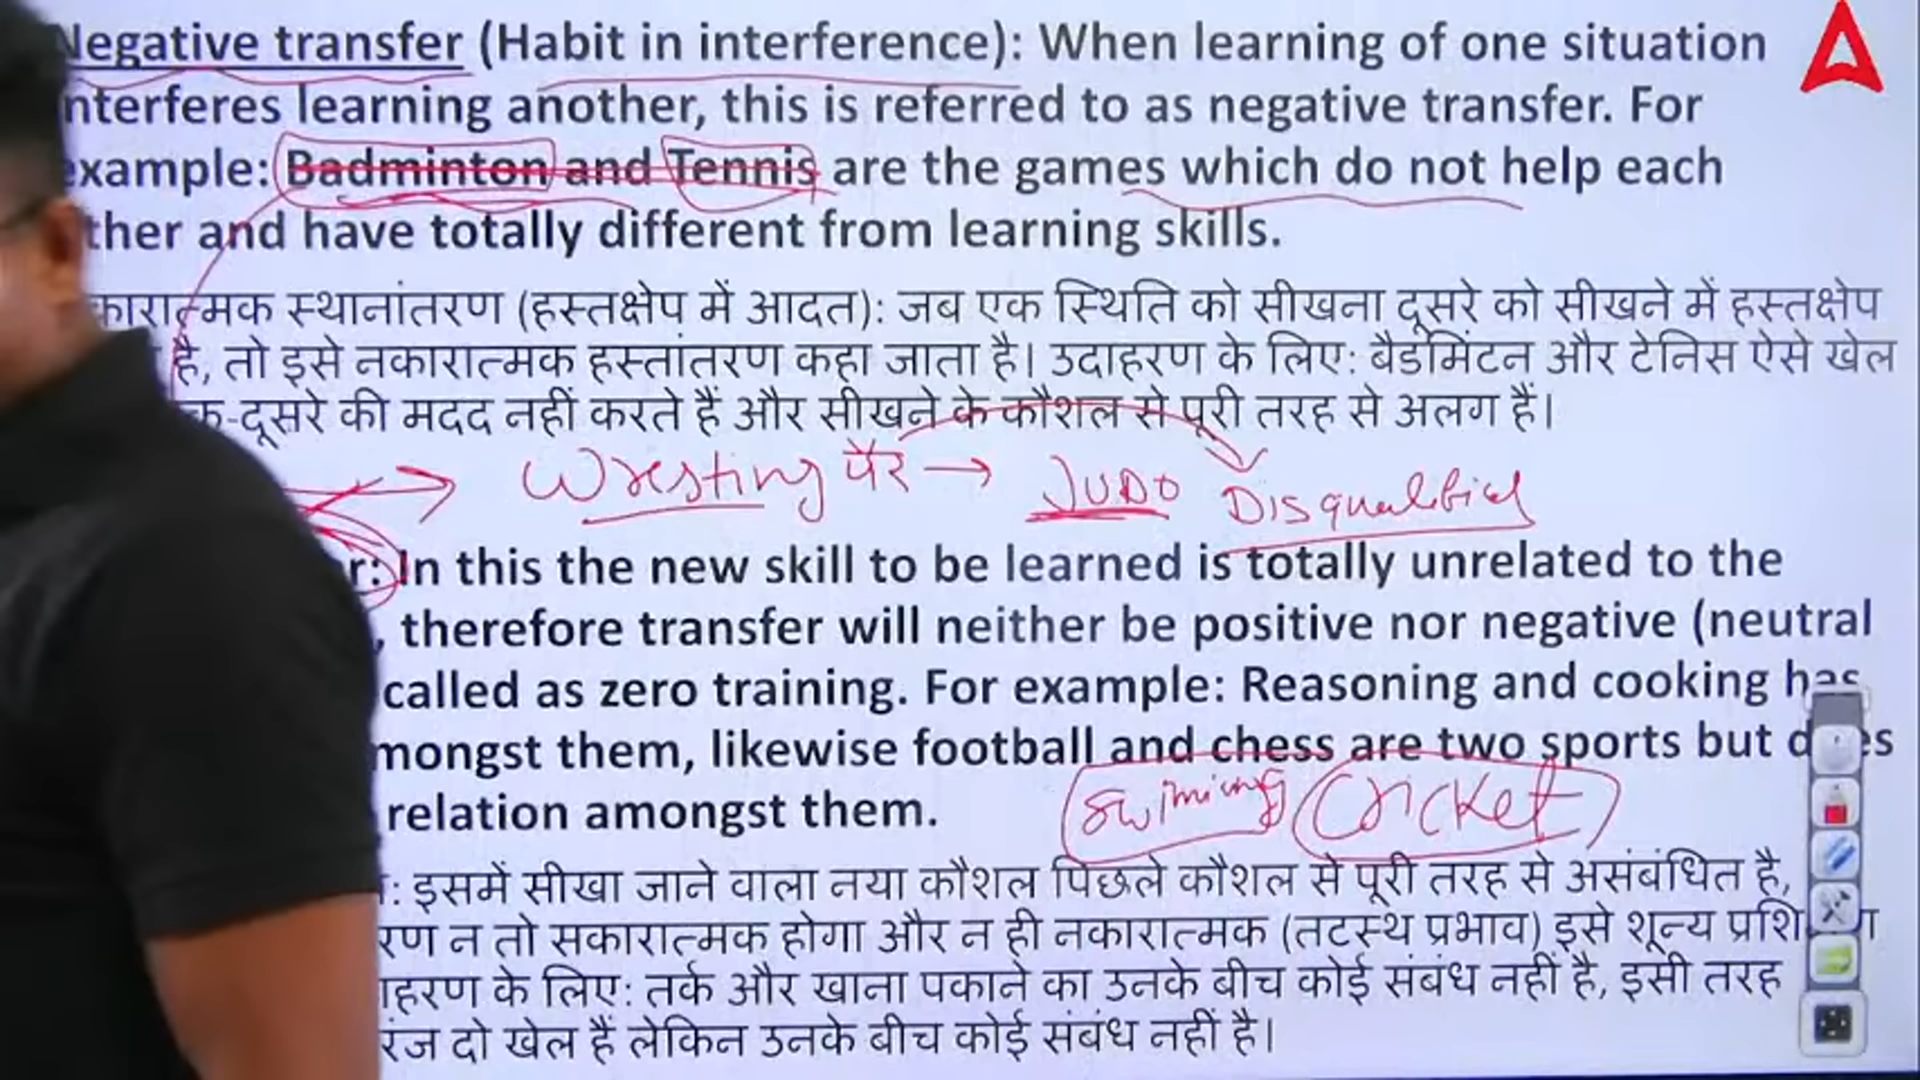 Negative transfer (Habit in interference): When learning of one situation
nterferes learning another, this is referred to as negative transfer. For
example: Badminton and Tennis are the games which do not help each
ther and have totally different from learning skills.
कारात्मक स्थानांतरण (हस्तक्षेप में आदत): जब एक स्थिति को सीखना दूसरे को सीखने में हस्तक्षेप
है, तो इसे नकारात्मक हस्तांतरण कहा जाता है। उदाहरण के लिए: बैडमिंटन और टेनिस ऐसे खेल
क-दूसरे की मदद नहीं करते हैं और सीखने के कौशल से पूरी तरह से अलग हैं।
Wresting पैर → JUDO Disqualified
r: In this the new skill to be learned is totally unrelated to the
, therefore transfer will neither be positive nor negative (neutral
called as zero training. For example: Reasoning and cooking has
mongst them, likewise football and chess are two sports but d es
relation amongst them.
Swiming Cricket
: इसमें सीखा जाने वाला नया कौशल पिछले कौशल से पूरी तरह से असंबंधित है,
रण न तो सकारात्मक होगा और न ही नकारात्मक (तटस्थ प्रभाव) इसे शून्य प्रशि ण
ाहरण के लिए: तर्क और खाना पकाने का उनके बीच कोई संबंध नहीं है, इसी तरह
रंज दो खेल हैं लेकिन उनके बीच कोई संबंध नहीं है।